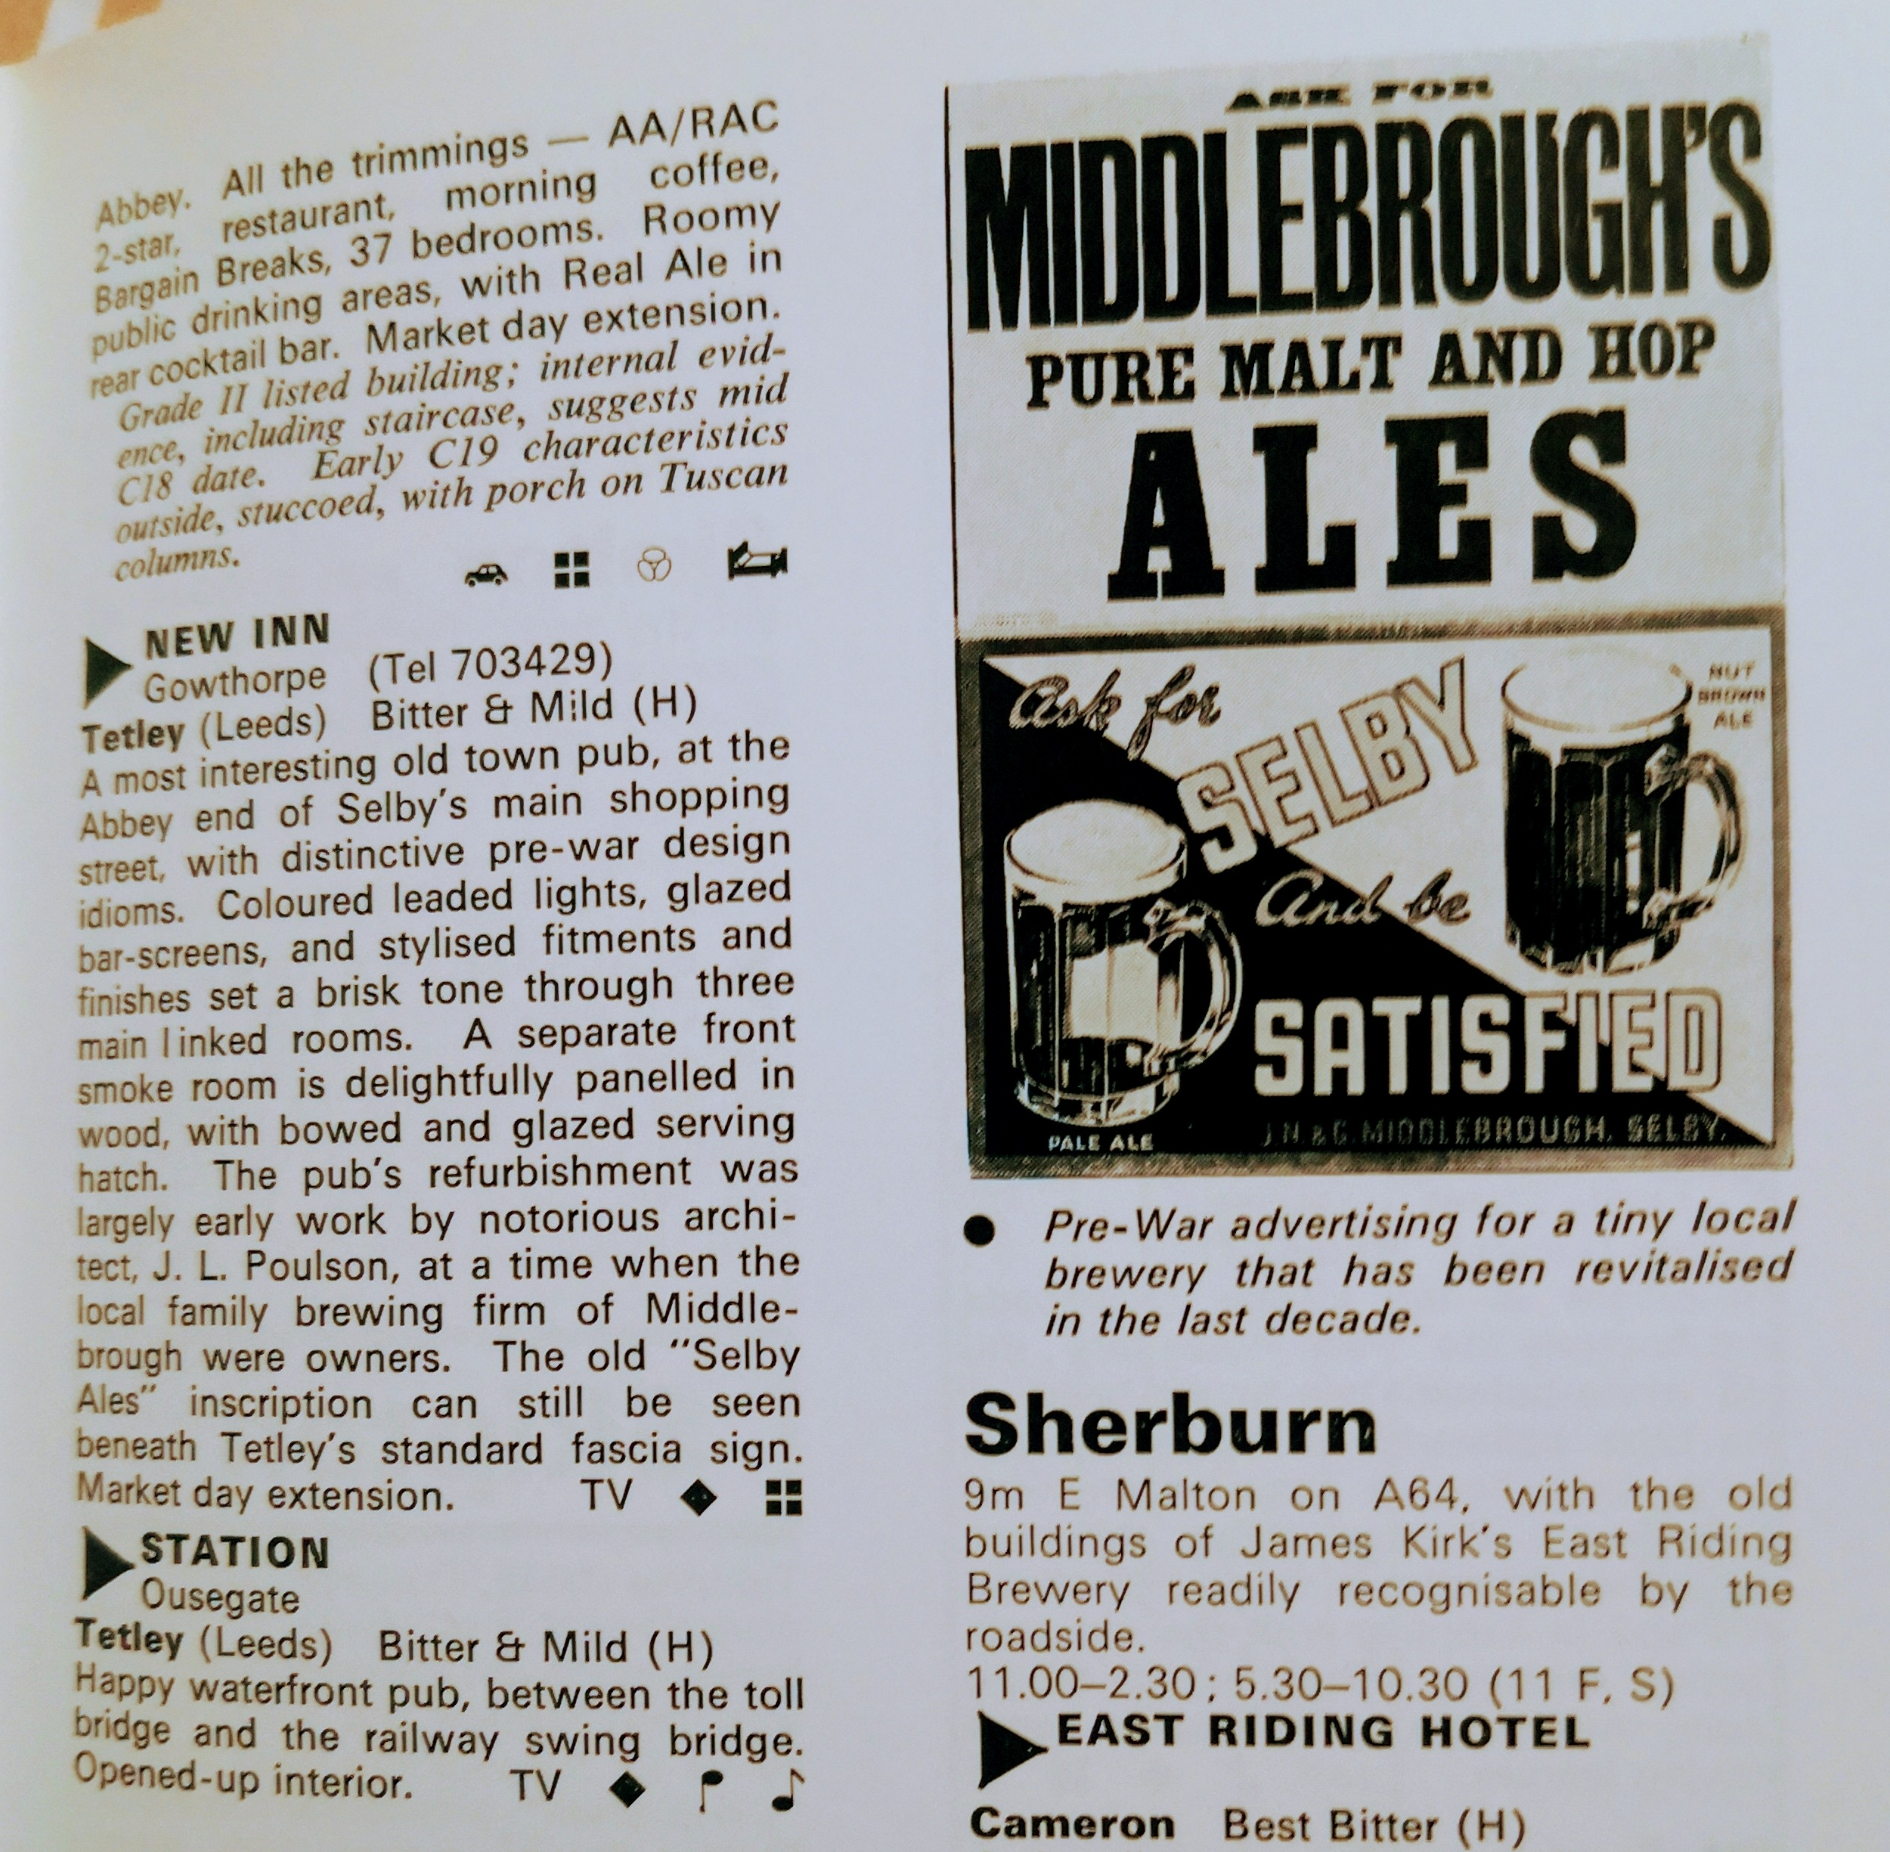 Abbey. All the trimmings — AA/RAC
2-star, restaurant, morning coffee,
Bargain Breaks, 37 bedrooms. Roomy
public drinking areas, with Real Ale in
rear cocktail bar. Market day extension.
Grade II listed building; internal evid-
ence, including staircase, suggests mid
C18 date. Early C19 characteristics
outside, stuccoed, with porch on Tuscan
columns.
NEW INN
Gowthorpe (Tel 703429)
Tetley (Leeds) Bitter & Mild (H)
A most interesting old town pub, at the
Abbey end of Selby's main shopping
street, with distinctive pre-war design
idioms. Coloured leaded lights, glazed
bar-screens, and stylised fitments and
finishes set a brisk tone through three
main linked rooms. A separate front
smoke room is delightfully panelled in
wood, with bowed and glazed serving
hatch. The pub's refurbishment was
largely early work by notorious archi-
tect, J. L. Poulson, at a time when the
local family brewing firm of Middle-
brough were owners. The old "Selby
Ales" inscription can still be seen
beneath Tetley's standard fascia sign.
Market day extension. TV
STATION
Ousegate
Tetley (Leeds) Bitter & Mild (H)
Happy waterfront pub, between the toll
bridge and the railway swing bridge.
Opened-up interior. TV
ASK FOR
MIDDLEBROUGH'S
PURE MALT AND HOP
ALES
Ask for
SELBY
NUT
BROWN
ALE
And be
SATISFIED
PALE ALE
J.N & C. MIDDLEBROUGH. SELBY.
Pre-War advertising for a tiny local
brewery that has been revitalised
in the last decade.
Sherburn
9m E Malton on A64, with the old
buildings of James Kirk's East Riding
Brewery readily recognisable by the
roadside.
11.00–2.30; 5.30–10.30 (11 F, S)
EAST RIDING HOTEL
Cameron Best Bitter (H)